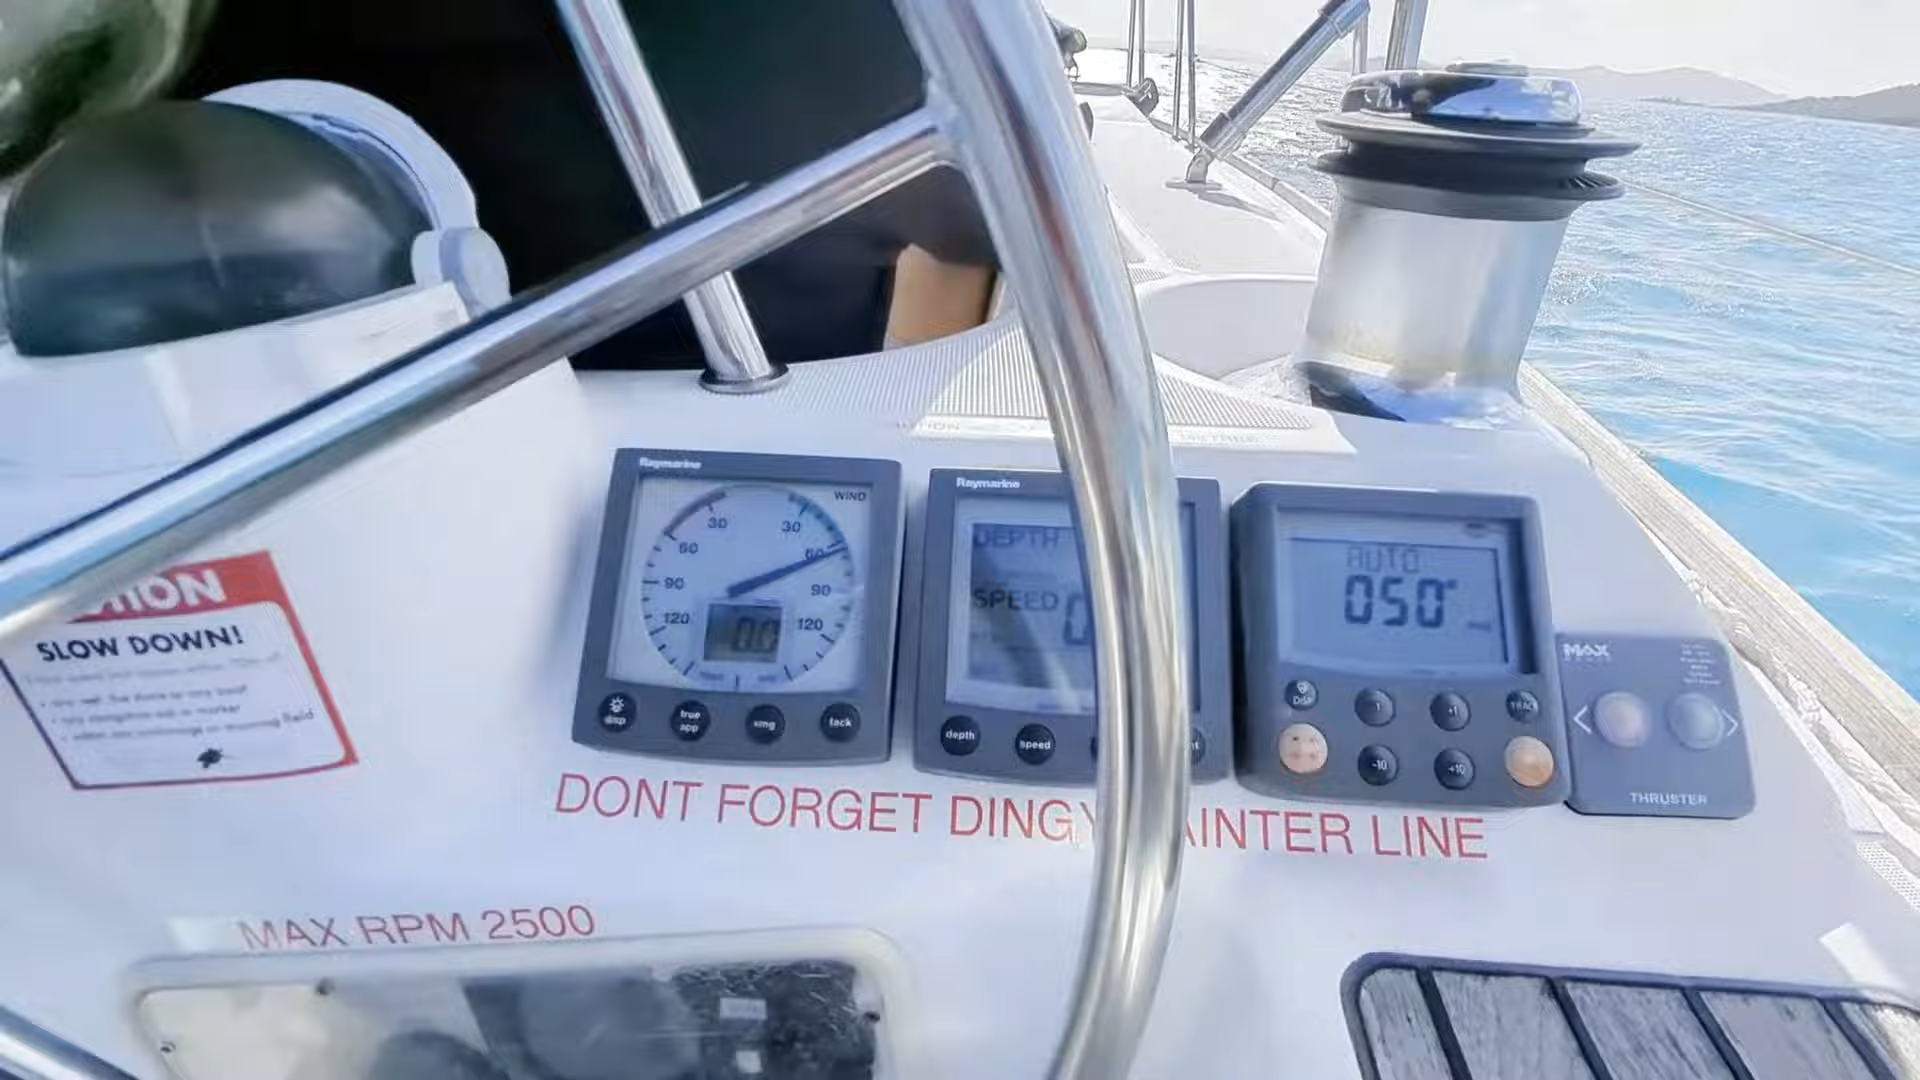 Raymarine
WIND
30 30
60 60
90 90
120 120
0.0
disp
true
app
vmg
tack
Raymarine
DEPTH
SPEED 0
depth
speed
AUTO
050°
DISP
-1
+1
TRACK
-10
+10
MAX
THRUSTER
SLOW DOWN!
DONT FORGET DINGY AINTER LINE
MAX RPM 2500